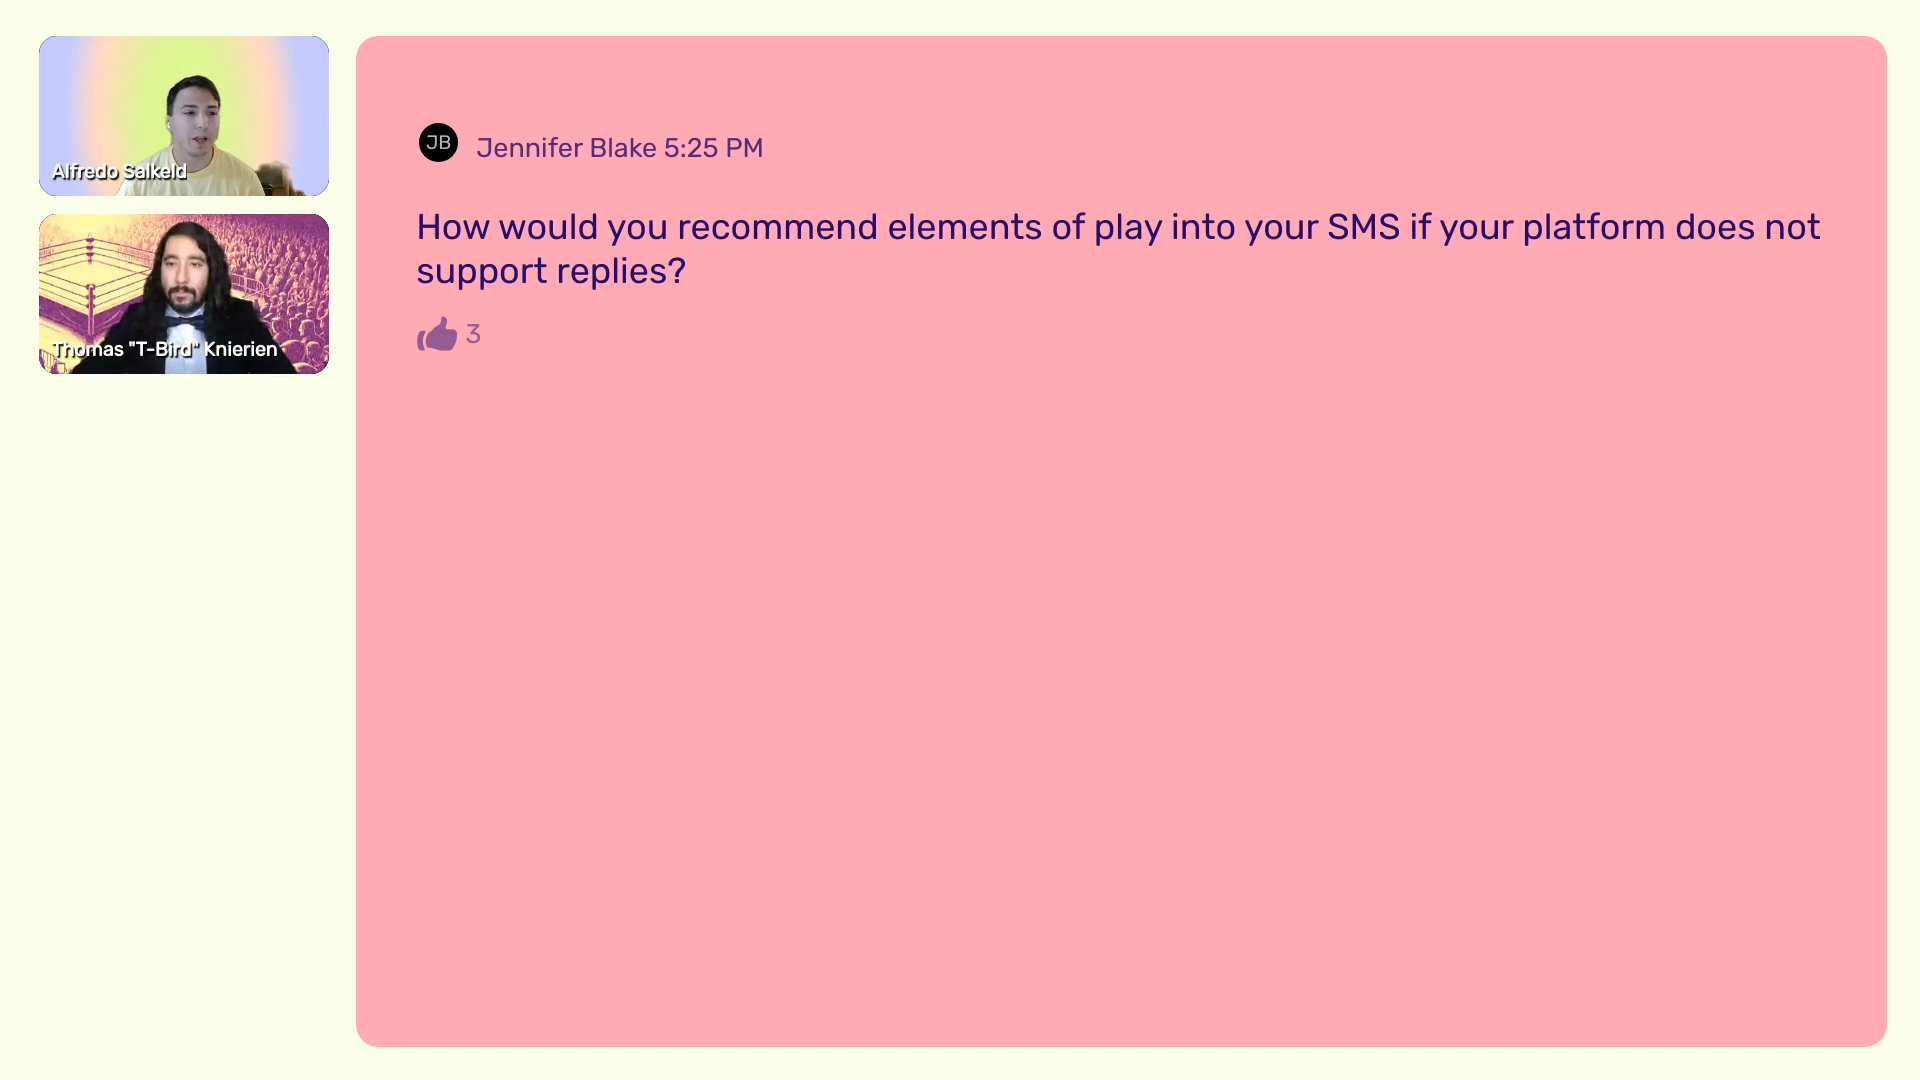 Alfredo Salkeld
Thomas "T-Bird" Knierien
JB
Jennifer Blake 5:25 PM
How would you recommend elements of play into your SMS if your platform does not
support replies?
3